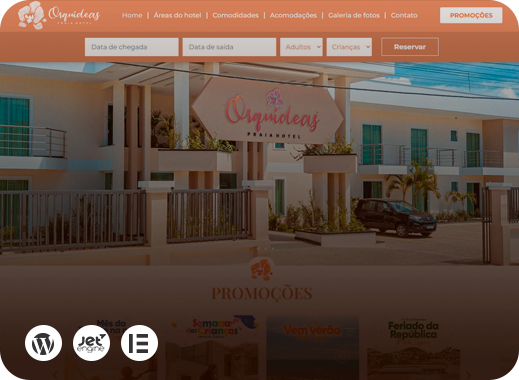 Orquídeas
PRAIA HOTEL
Home | Áreas do hotel | Comodidades | Acomodações | Galeria de fotos | Contato
PROMOÇÕES
Data de chegada
Data de saída
Adultos
Crianças
Reservar
Orquídeas
PRAIA HOTEL
PROMOÇÕES
Mês da
Semana
das Crianças
Vem verão
Feriado da
República
W
Jet
engine